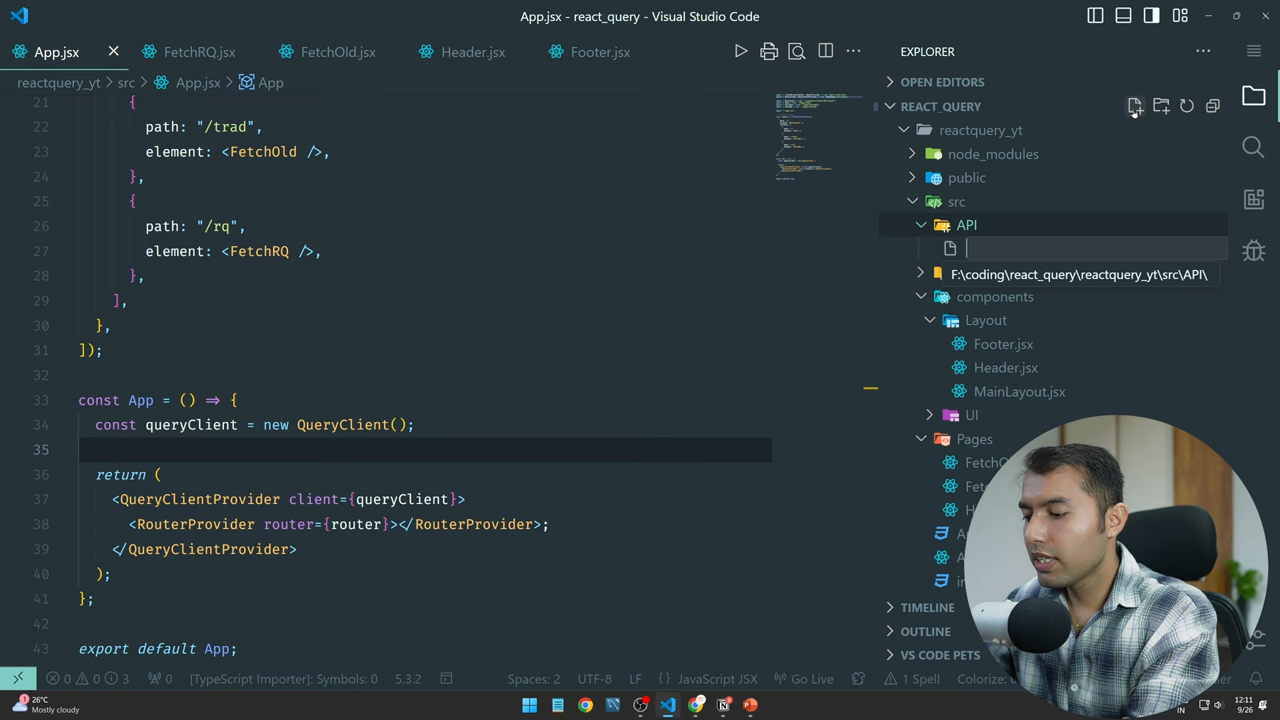 App.jsx - react_query - Visual Studio Code
App.jsx
FetchRQ.jsx
FetchOld.jsx
Header.jsx
Footer.jsx
reactquery_yt > src > App.jsx > App
21 {
22 path: "/trad",
23 element: <FetchOld />,
24 },
25 {
26 path: "/rq",
27 element: <FetchRQ />,
28 },
29 ],
30 },
31 ]);
32
33 const App = () => {
34 const queryClient = new QueryClient();
35
36 return (
37 <QueryClientProvider client={queryClient}>
38 <RouterProvider router={router}></RouterProvider>;
39 </QueryClientProvider>
40 );
41 };
42
43 export default App;
EXPLORER
OPEN EDITORS
REACT_QUERY
reactquery_yt
node_modules
public
src
API
F:\coding\react_query\reactquery_yt\src\API\
components
Layout
Footer.jsx
Header.jsx
MainLayout.jsx
UI
Pages
TIMELINE
OUTLINE
VS CODE PETS
0 0 3
0
[TypeScript Importer]: Symbols: 0
5.3.2
Spaces: 2
UTF-8
LF
{ } JavaScript JSX
Go Live
1 Spell
Colorize:
26°C
Mostly cloudy
IN
12:11
9/26